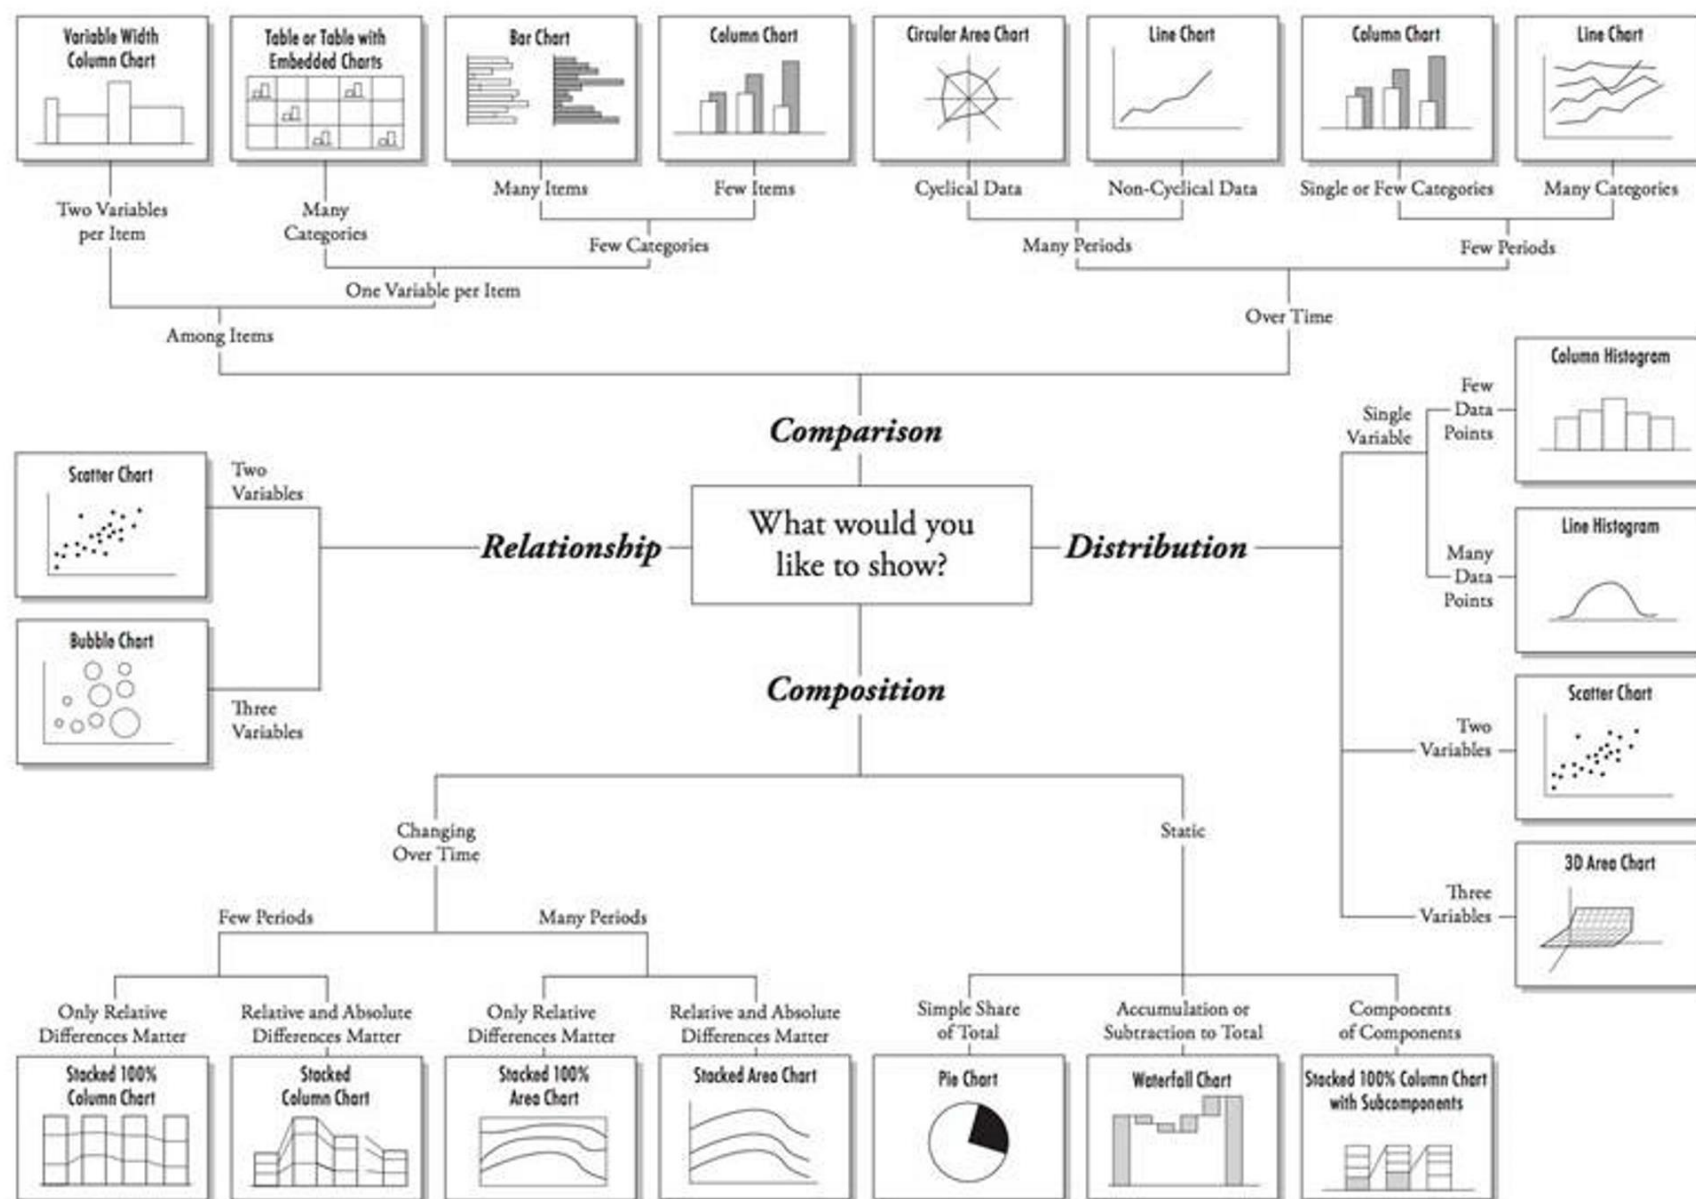 Variable Width
Column Chart
Table or Table with
Embedded Charts
Bar Chart
Column Chart
Circular Area Chart
Line Chart
Column Chart
Line Chart
Two Variables
per Item
Many
Categories
Many Items
Few Items
Cyclical Data
Non-Cyclical Data
Single or Few Categories
Many Categories
Few Categories
Many Periods
Few Periods
One Variable per Item
Over Time
Among Items
Comparison
What would you
like to show?
Relationship
Two
Variables
Scatter Chart
Bubble Chart
Three
Variables
Distribution
Single
Variable
Few
Data
Points
Column Histogram
Many
Data
Points
Line Histogram
Two
Variables
Scatter Chart
Three
Variables
3D Area Chart
Composition
Changing
Over Time
Static
Few Periods
Many Periods
Only Relative
Differences Matter
Relative and Absolute
Differences Matter
Only Relative
Differences Matter
Relative and Absolute
Differences Matter
Simple Share
of Total
Accumulation or
Subtraction to Total
Components
of Components
Stacked 100%
Column Chart
Stacked
Column Chart
Stacked 100%
Area Chart
Stacked Area Chart
Pie Chart
Waterfall Chart
Stacked 100% Column Chart
with Subcomponents